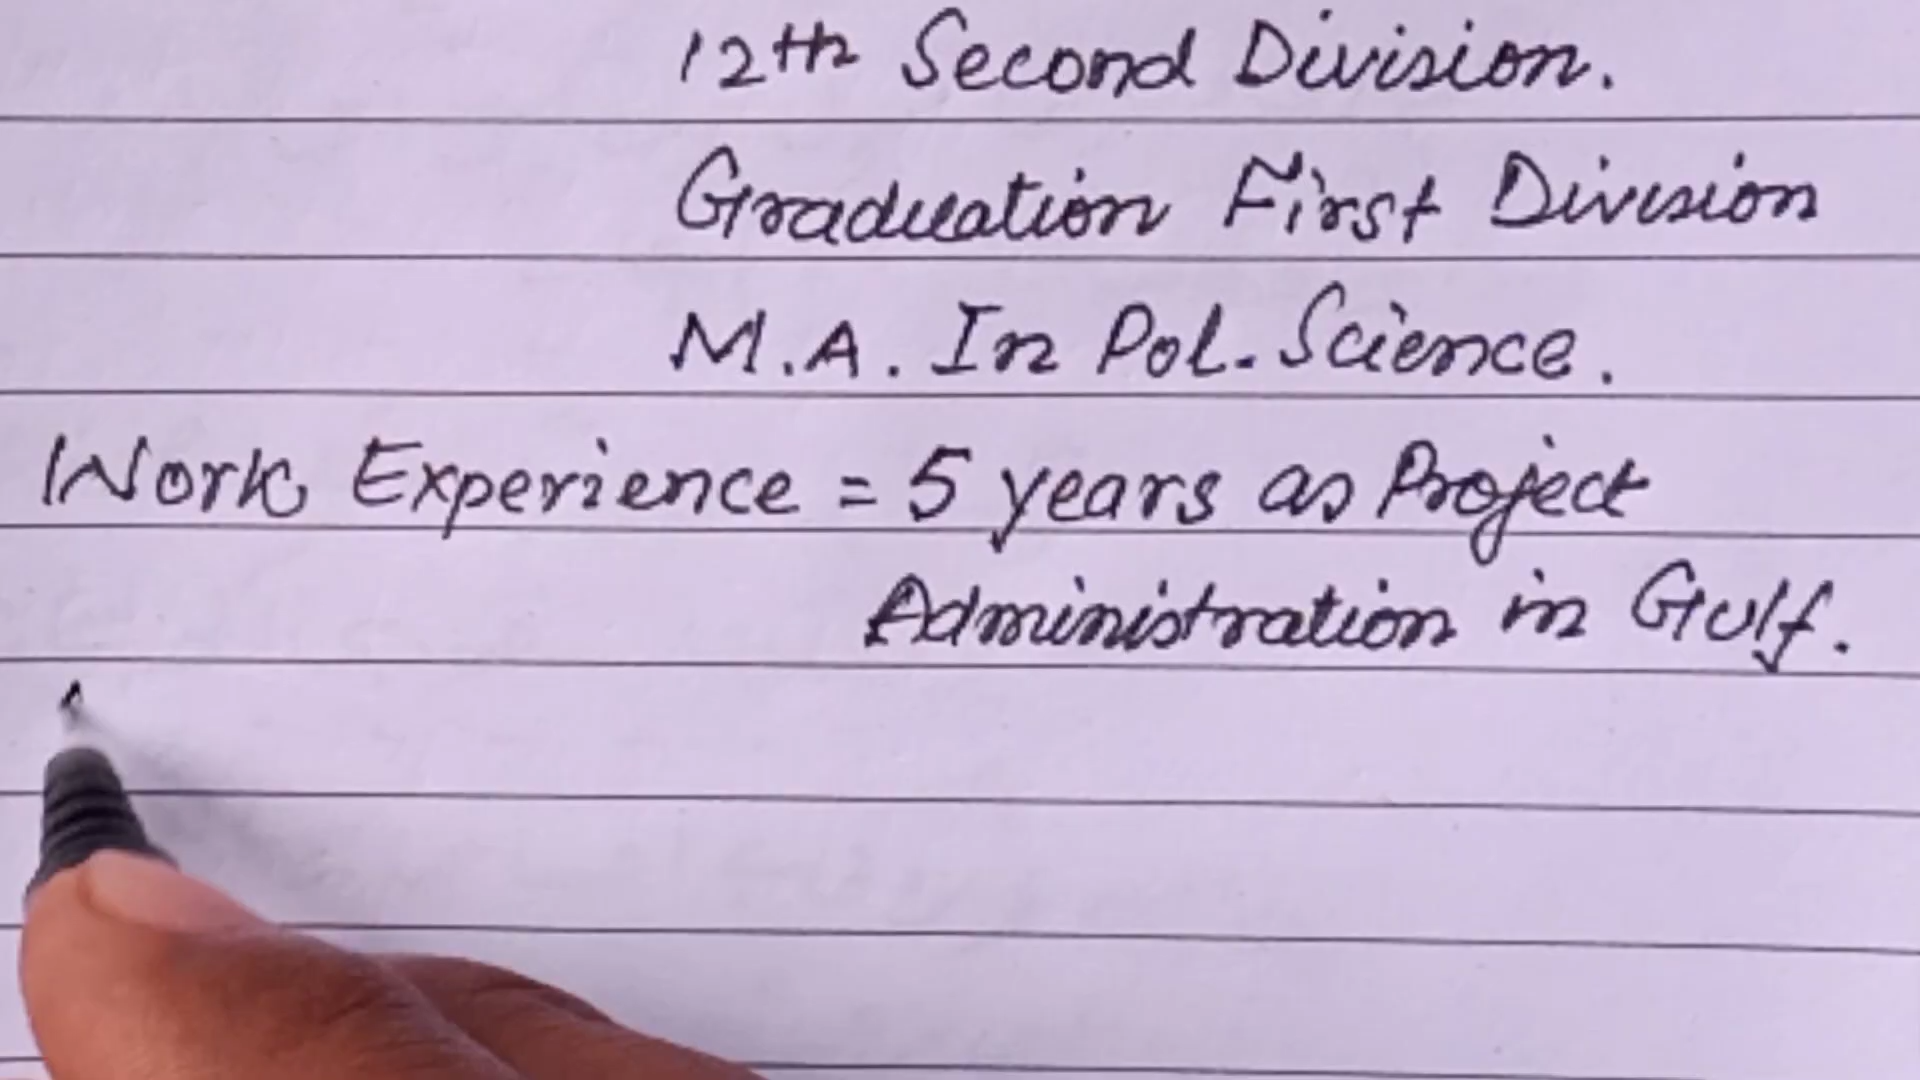 12th Second Division.
Graduation First Division
M.A. In Pol. Science.
Work Experience = 5 years as Project
Administration in Gulf.